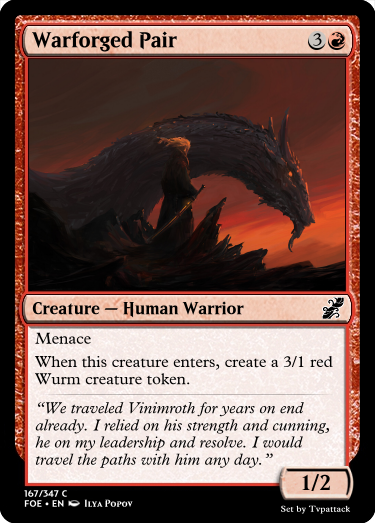 Warforged Pair 3
Creature — Human Warrior
Menace
When this creature enters, create a 3/1 red
Wurm creature token.
“We traveled Vinimroth for years on end
already. I relied on his strength and cunning,
he on my leadership and resolve. I would
travel the paths with him any day.”
1/2
167/347 C
FOE • EN Ilya Popov
Set by Tvpattack